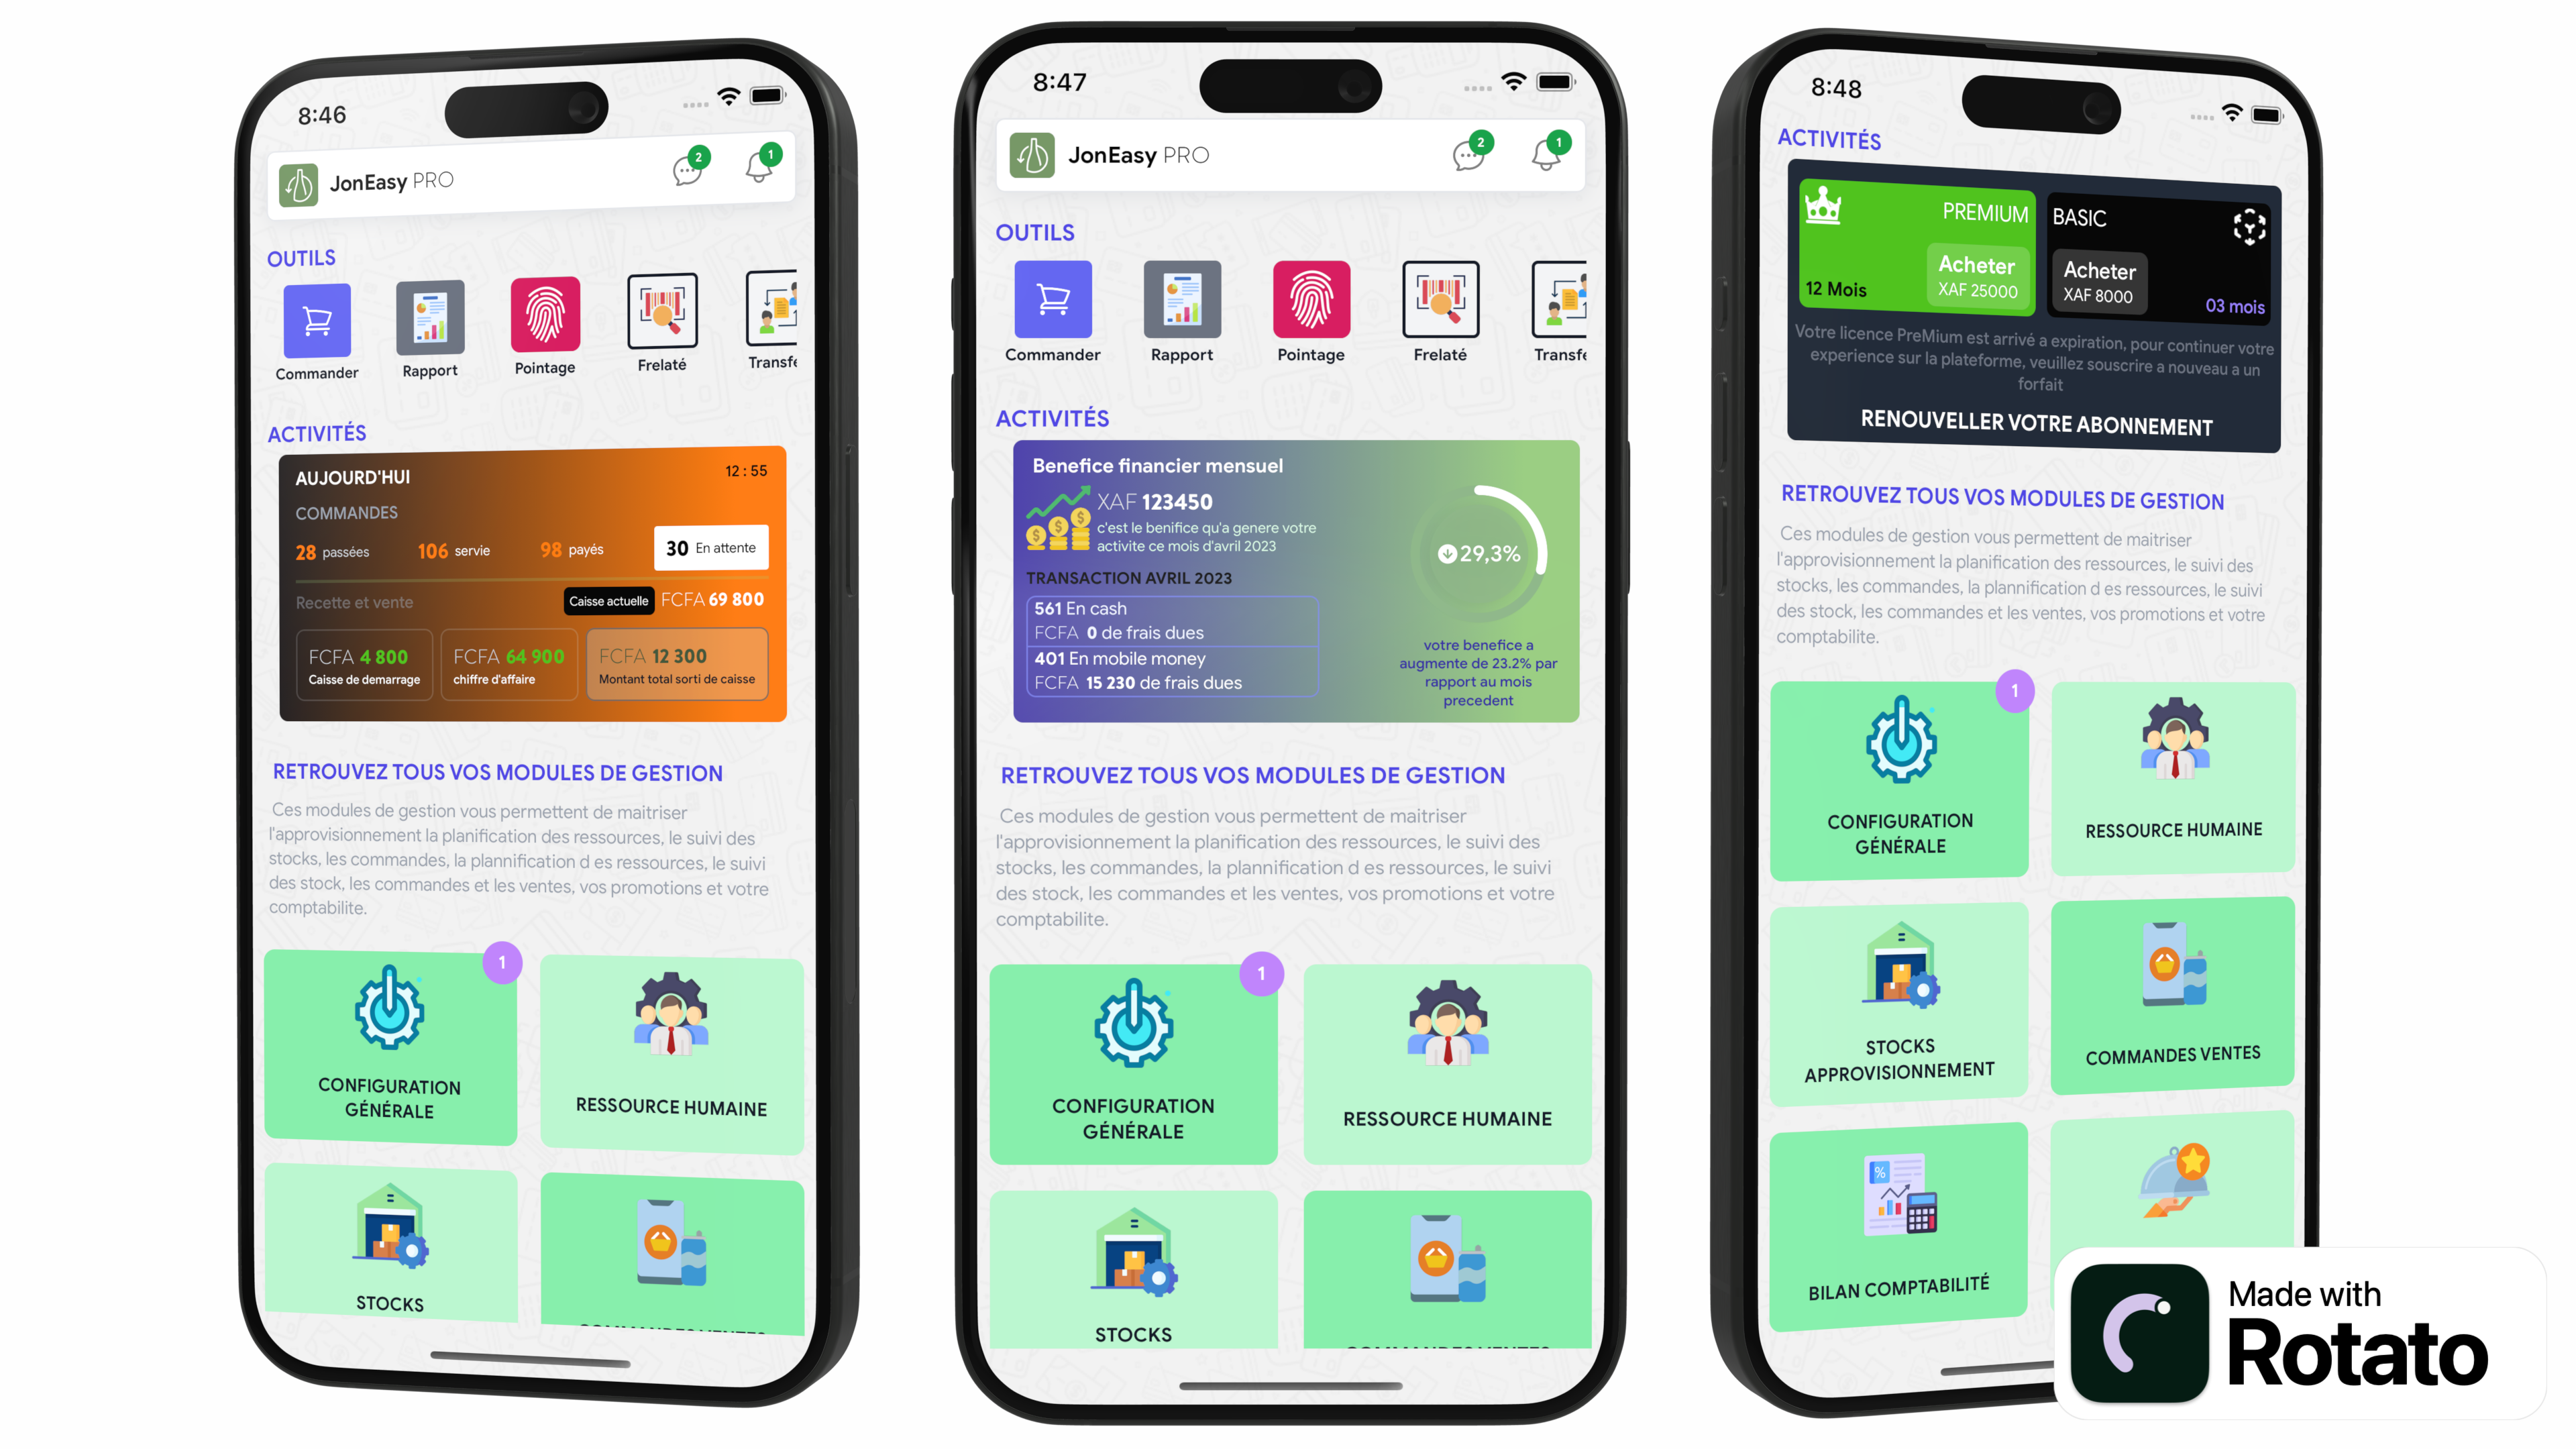 8:46
JonEasy PRO
2
1
OUTILS
Commander
Rapport
Pointage
Frelaté
Transfe
ACTIVITÉS
AUJOURD'HUI
12 : 55
COMMANDES
28 passées
106 servie
98 payés
30 En attente
Recette et vente
Caisse actuelle
FCFA 69 800
FCFA 4 800
Caisse de demarrage
FCFA 64 900
chiffre d'affaire
FCFA 12 300
Montant total sorti de caisse
RETROUVEZ TOUS VOS MODULES DE GESTION
Ces modules de gestion vous permettent de maitriser
l'approvisionnement la planification des ressources, le suivi des
stocks, les commandes, la plannification d es ressources, le suivi
des stock, les commandes et les ventes, vos promotions et votre
comptabilite.
1
CONFIGURATION
GÉNÉRALE
RESSOURCE HUMAINE
STOCKS
8:47
JonEasy PRO
2
1
OUTILS
Commander
Rapport
Pointage
Frelaté
Transfe
ACTIVITÉS
Benefice financier mensuel
XAF 123450
c'est le benifice qu'a genere votre
activite ce mois d'avril 2023
TRANSACTION AVRIL 2023
561 En cash
FCFA 0 de frais dues
401 En mobile money
FCFA 15 230 de frais dues
29,3%
votre benefice a
augmente de 23.2% par
rapport au mois
precedent
RETROUVEZ TOUS VOS MODULES DE GESTION
Ces modules de gestion vous permettent de maitriser
l'approvisionnement la planification des ressources, le suivi des
stocks, les commandes, la plannification d es ressources, le suivi
des stock, les commandes et les ventes, vos promotions et votre
comptabilite.
1
CONFIGURATION
GÉNÉRALE
RESSOURCE HUMAINE
STOCKS
8:48
ACTIVITÉS
PREMIUM
Acheter
XAF 25000
12 Mois
BASIC
Acheter
XAF 8000
03 mois
Votre licence PreMium est arrivé a expiration, pour continuer votre
experience sur la plateforme, veuillez souscrire a nouveau a un
forfait
RENOUVELLER VOTRE ABONNEMENT
RETROUVEZ TOUS VOS MODULES DE GESTION
Ces modules de gestion vous permettent de maitriser
l'approvisionnement la planification des ressources, le suivi des
stocks, les commandes, la plannification d es ressources, le suivi
des stock, les commandes et les ventes, vos promotions et votre
comptabilite.
1
CONFIGURATION
GÉNÉRALE
RESSOURCE HUMAINE
STOCKS
APPROVISIONNEMENT
COMMANDES VENTES
BILAN COMPTABILITÉ
Made with
Rotato